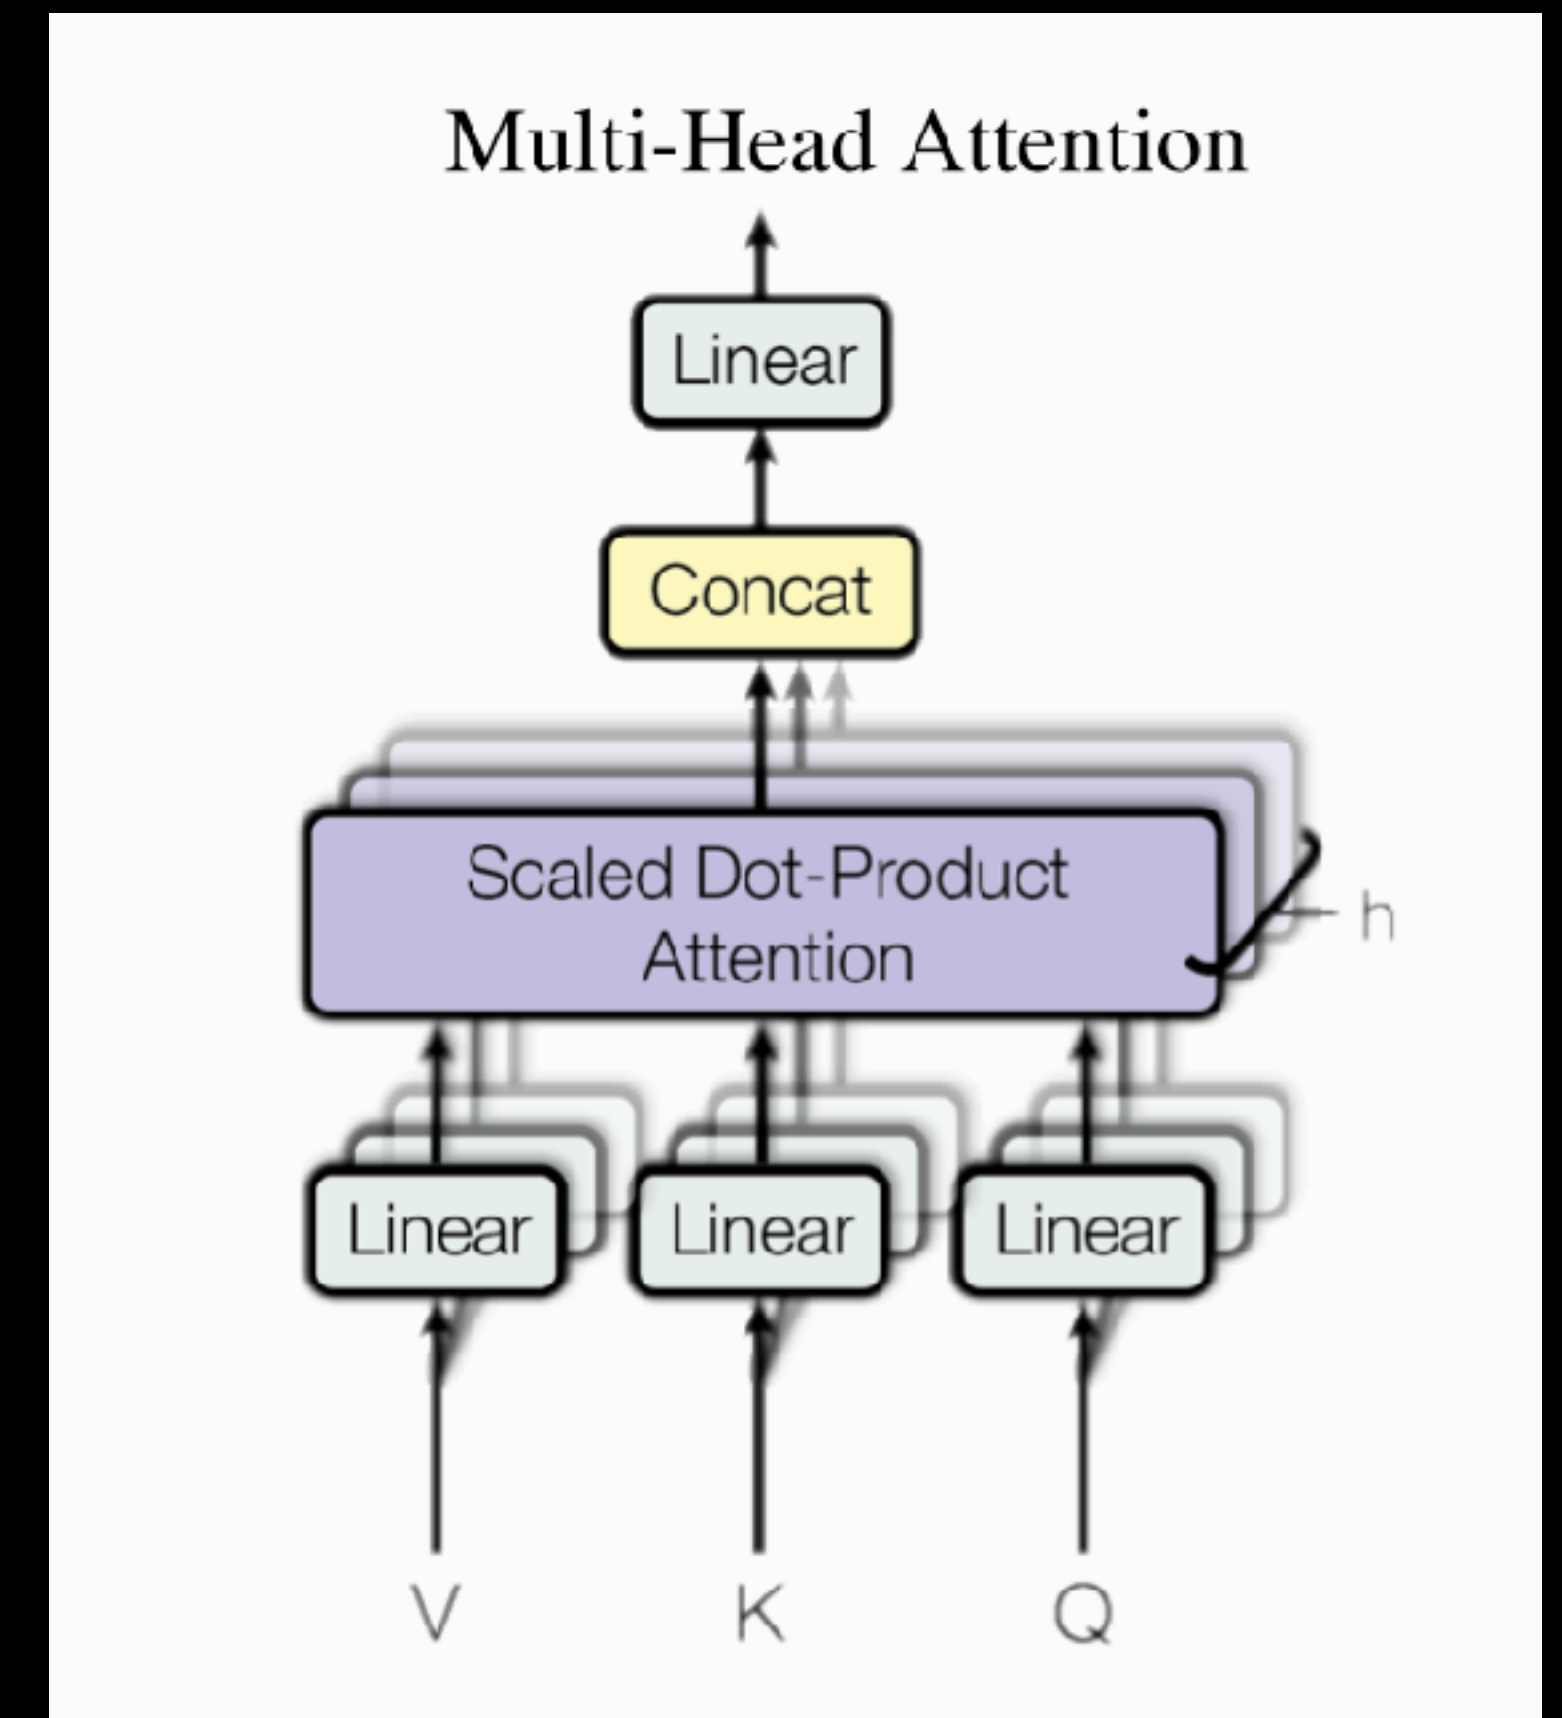 Multi-Head Attention
Linear
Concat
Scaled Dot-Product
Attention
h
Linear
Linear
Linear
V
K
Q